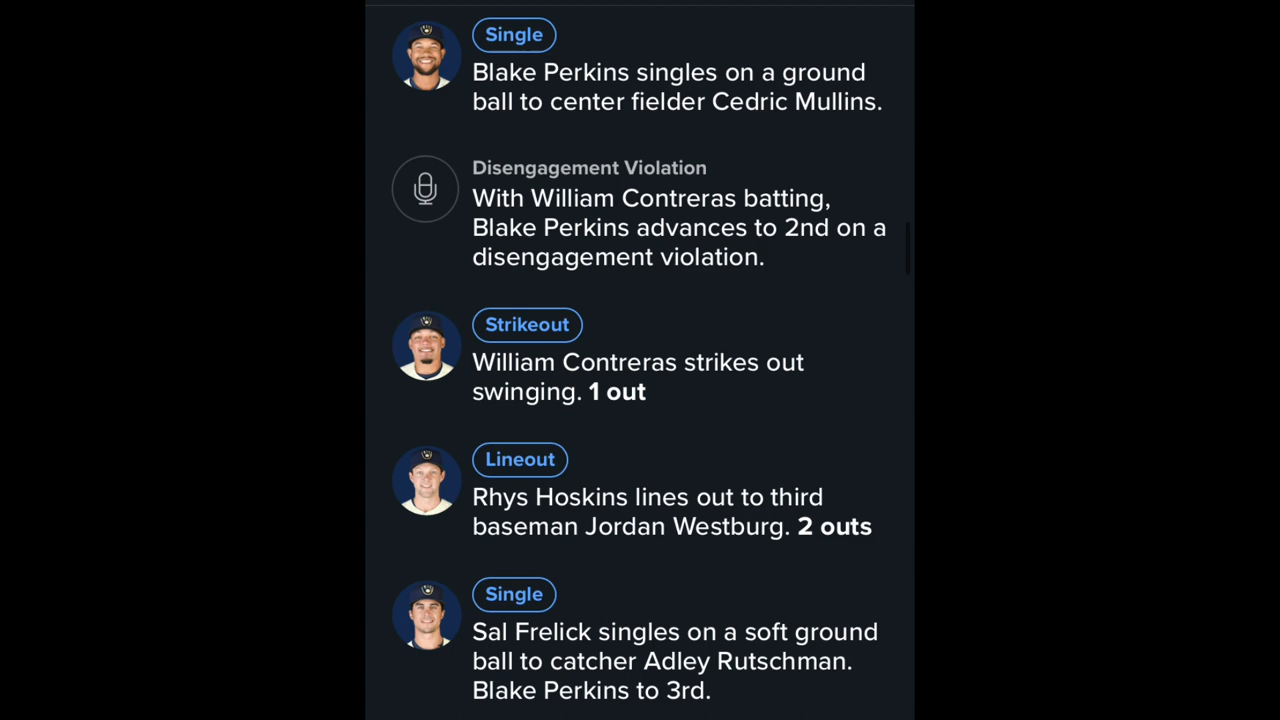 Single
Blake Perkins singles on a ground
ball to center fielder Cedric Mullins.
Disengagement Violation
With William Contreras batting,
Blake Perkins advances to 2nd on a
disengagement violation.
Strikeout
William Contreras strikes out
swinging. 1 out
Lineout
Rhys Hoskins lines out to third
baseman Jordan Westburg. 2 outs
Single
Sal Frelick singles on a soft ground
ball to catcher Adley Rutschman.
Blake Perkins to 3rd.